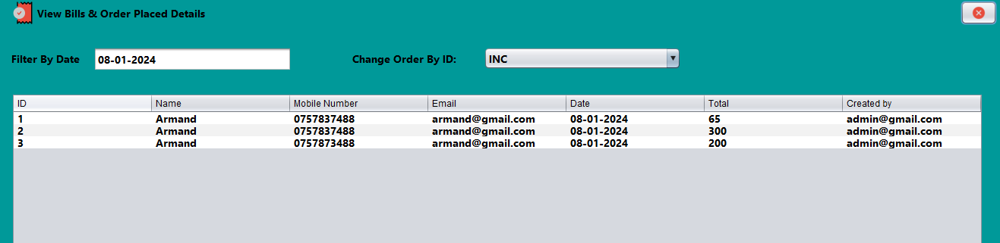 View Bills & Order Placed Details
Filter By Date 08-01-2024 Change Order By ID: INC
ID Name Mobile Number Email Date Total Created by
1 Armand 0757837488 armand@gmail.com 08-01-2024 65 admin@gmail.com
2 Armand 0757837488 armand@gmail.com 08-01-2024 300 admin@gmail.com
3 Armand 0757873488 armand@gmail.com 08-01-2024 200 admin@gmail.com